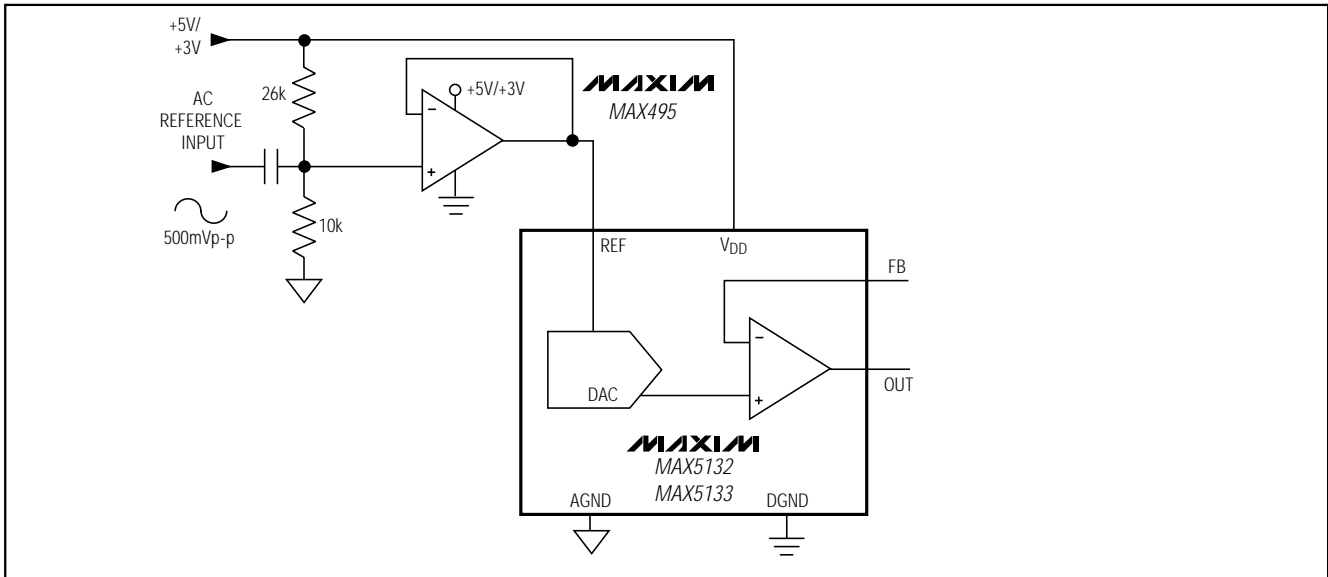 +5V/
+3V
26k
AC
REFERENCE
INPUT
500mVp-p
10k
+5V/+3V
−
+
MAXIM
MAX495
REF
VDD
FB
−
+
DAC
OUT
MAXIM
MAX5132
MAX5133
AGND
DGND